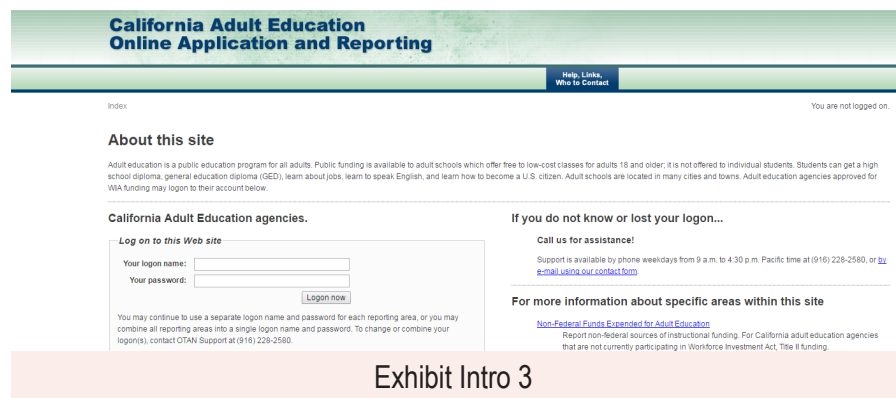 California Adult Education
Online Application and Reporting
Help, Links,
Who to Contact
Index
You are not logged on.
About this site
Adult education is a public education program for all adults. Public funding is available to adult schools which offer free to low-cost classes for adults 18 and older; it is not offered to individual students. Students can get a high
school diploma, general education diploma (GED), learn about jobs, learn to speak English, and learn how to become a U.S. citizen. Adult schools are located in many cities and towns. Adult education agencies approved for
WIA funding may logon to their account below.
California Adult Education agencies.
Log on to this Web site
Your logon name:
Your password:
Logon now
You may continue to use a separate logon name and password for each reporting area, or you may
combine all reporting areas into a single logon name and password. To change or combine your
logon(s), contact OTAN Support at (916) 228-2580.
If you do not know or lost your logon...
Call us for assistance!
Support is available by phone weekdays from 9 a.m. to 4:30 p.m. Pacific time at (916) 228-2580, or by
e-mail using our contact form.
For more information about specific areas within this site
Non-Federal Funds Expended for Adult Education
Report non-federal sources of instructional funding. For California adult education agencies
that are not currently participating in Workforce Investment Act, Title II funding.
Exhibit Intro 3